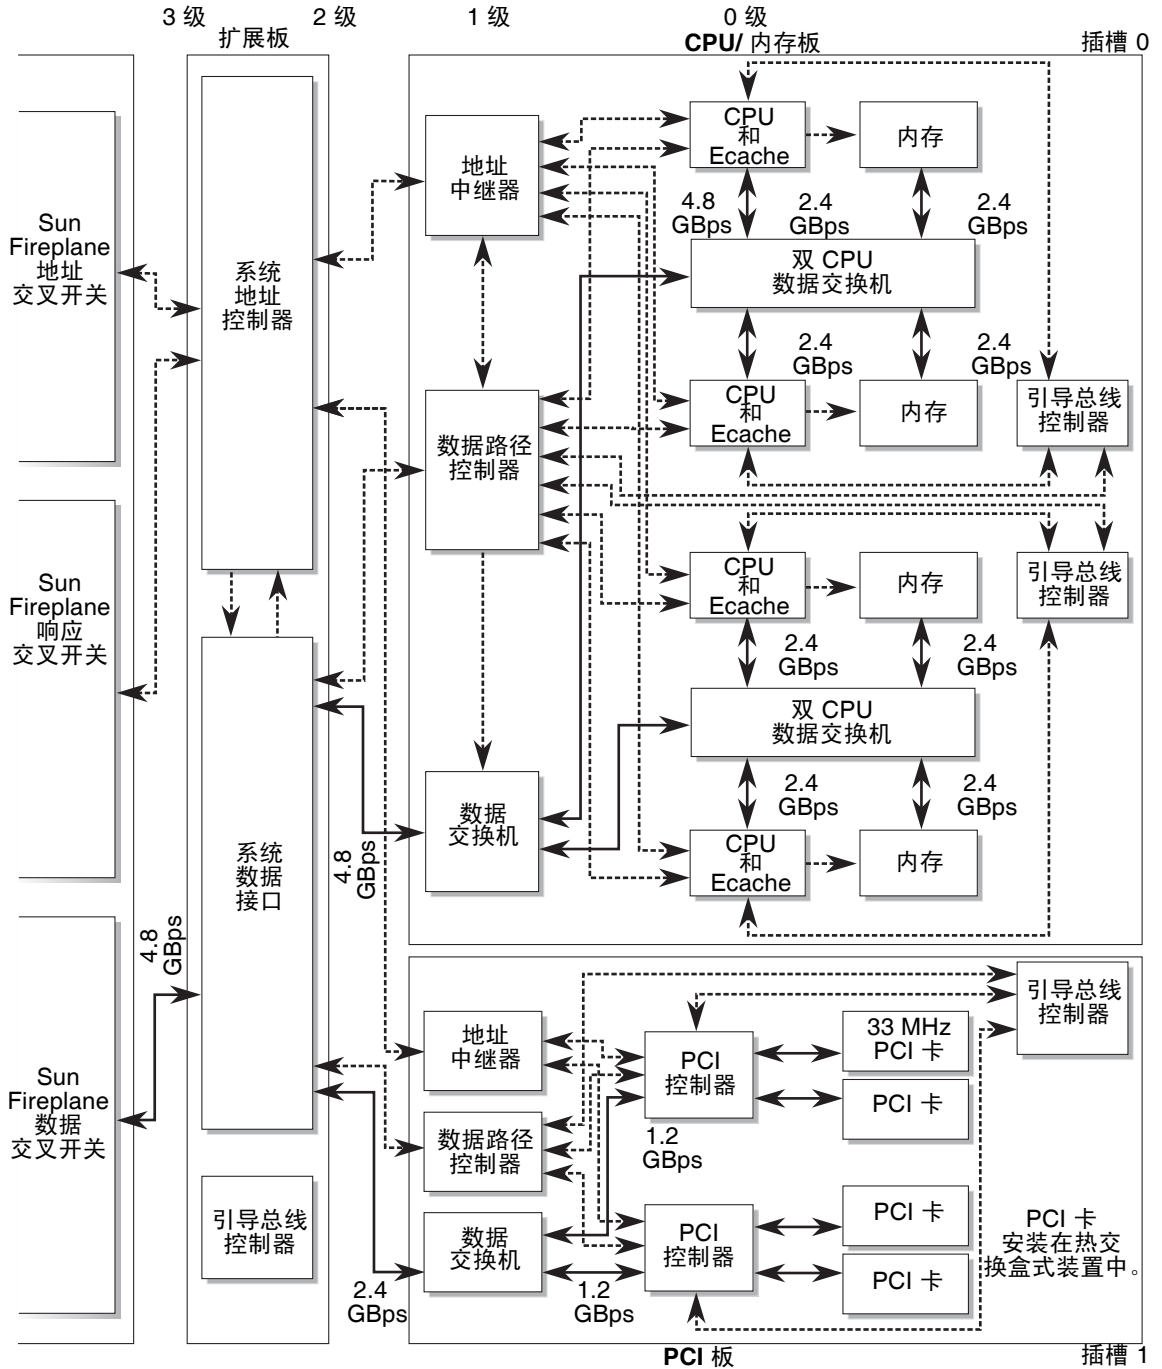 3 级
2 级
1 级
0 级
扩展板
CPU/ 内存板
插槽 0
Sun
Fireplane
地址
交叉开关
Sun
Fireplane
响应
交叉开关
Sun
Fireplane
数据
交叉开关
4.8
GBps
系统
地址
控制器
系统
数据
接口
引导总线
控制器
4.8
GBps
2.4
GBps
地址
中继器
数据路径
控制器
数据
交换机
CPU
和
Ecache
内存
4.8
GBps
2.4
GBps
2.4
GBps
双 CPU
数据交换机
2.4
GBps
2.4
GBps
CPU
和
Ecache
内存
引导总线
控制器
CPU
和
Ecache
内存
引导总线
控制器
2.4
GBps
2.4
GBps
双 CPU
数据交换机
2.4
GBps
2.4
GBps
CPU
和
Ecache
内存
地址
中继器
数据路径
控制器
数据
交换机
PCI
控制器
33 MHz
PCI 卡
PCI 卡
引导总线
控制器
1.2
GBps
PCI
控制器
PCI 卡
PCI 卡
1.2
GBps
PCI 卡
安装在热交
换盒式装置中。
PCI 板
插槽 1